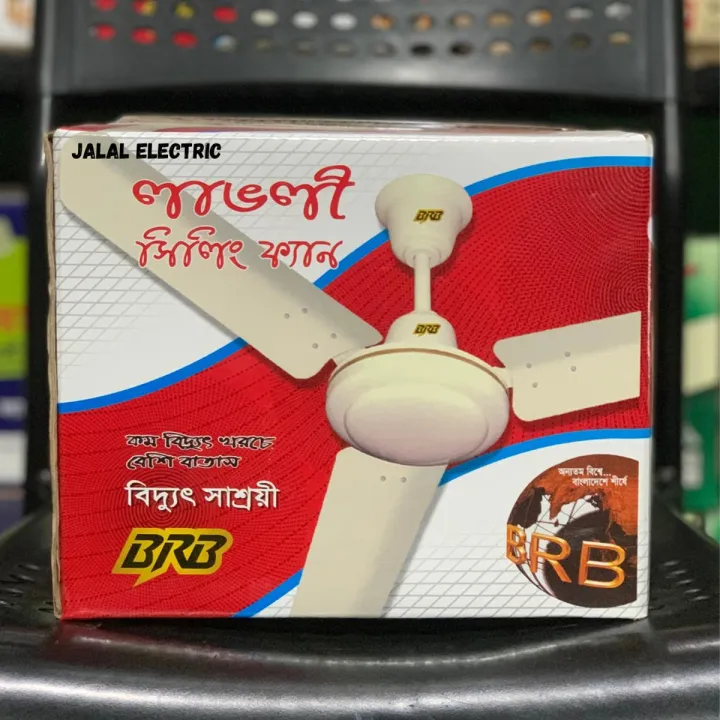 JALAL ELECTRIC
লাভলী
সিলিং ফ্যান
BRB
BRB
কম বিদ্যুৎ খরচে
বেশি বাতাস
বিদ্যুৎ সাশ্রয়ী
BRB
অন্যতম বিশ্বে...
বাংলাদেশে শীর্ষে
BRB